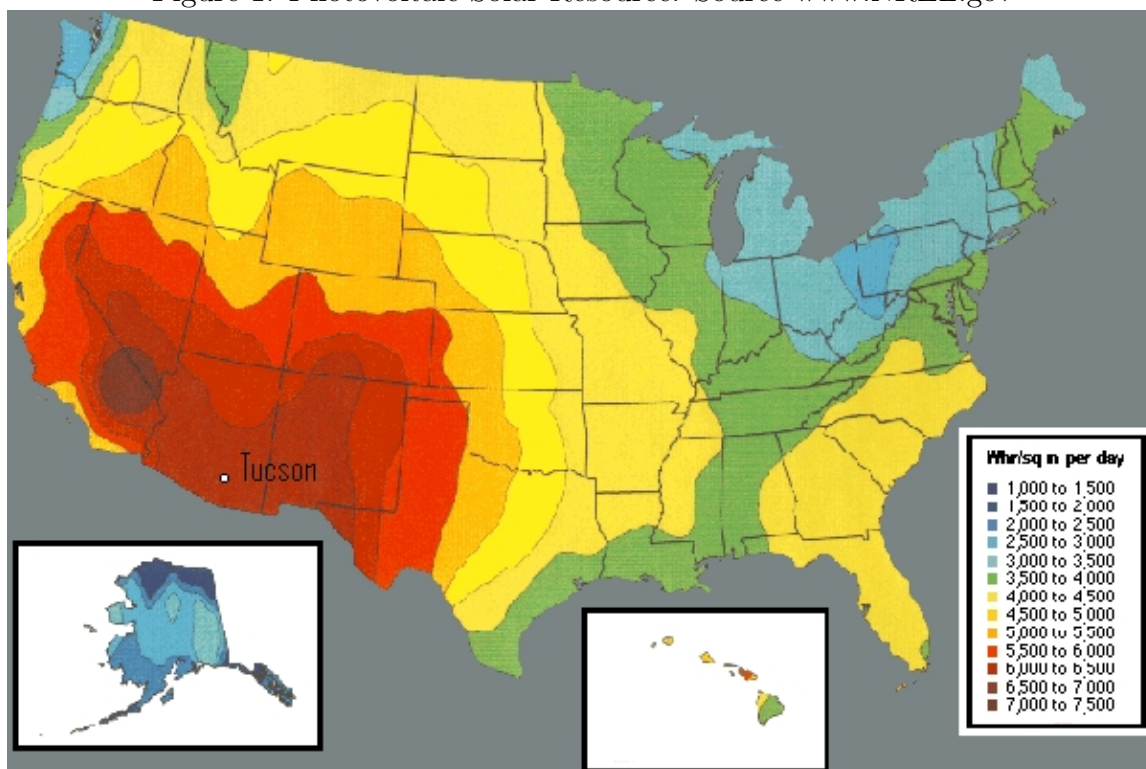 Tucson
Whr/sq m per day
1,000 to 1,500
1,500 to 2,000
2,000 to 2,500
2,500 to 3,000
3,000 to 3,500
3,500 to 4,000
4,000 to 4,500
4,500 to 5,000
5,000 to 5,500
5,500 to 6,000
6,000 to 6,500
6,500 to 7,000
7,000 to 7,500